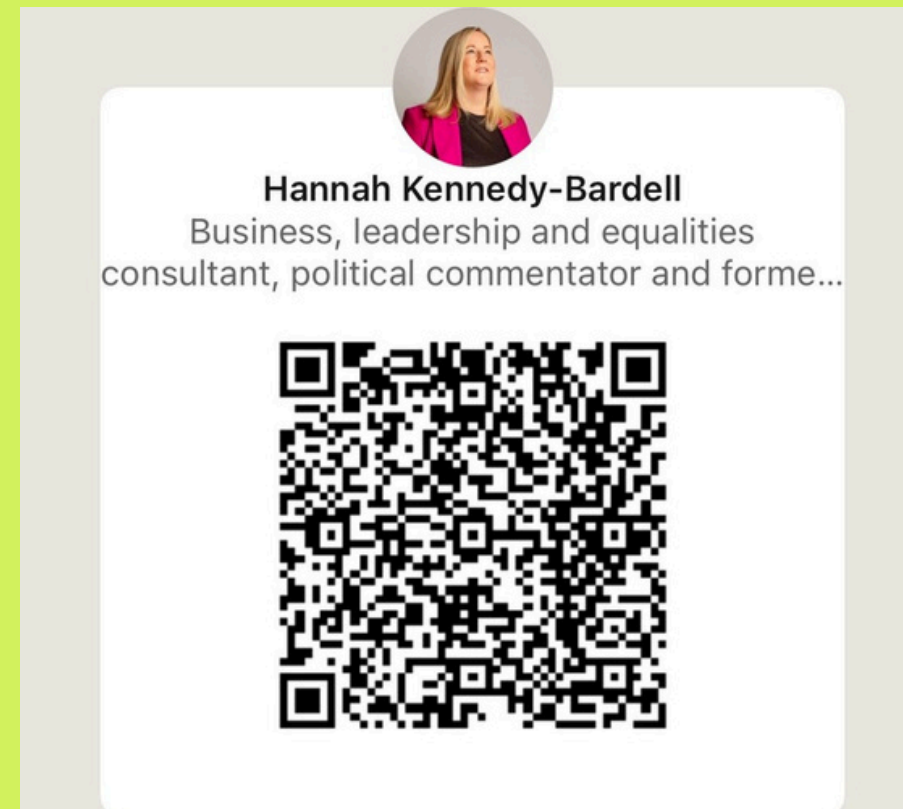 Hannah Kennedy-Bardell
Business, leadership and equalities
consultant, political commentator and forme...